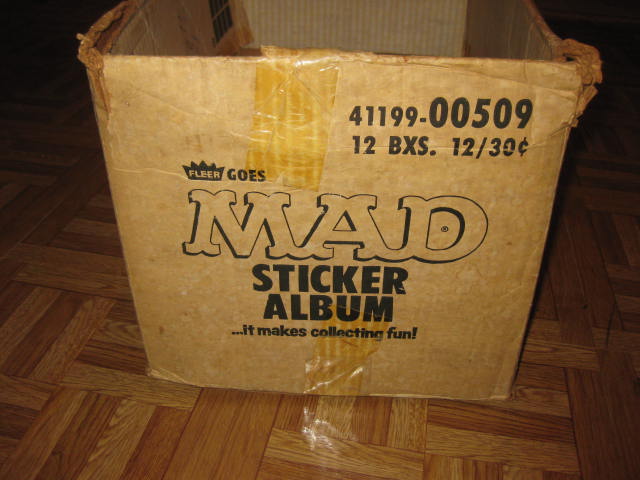 41199-00509
12 BXS. 12/30¢
FLEER GOES
MAD®
STICKER
ALBUM
...it makes collecting fun!